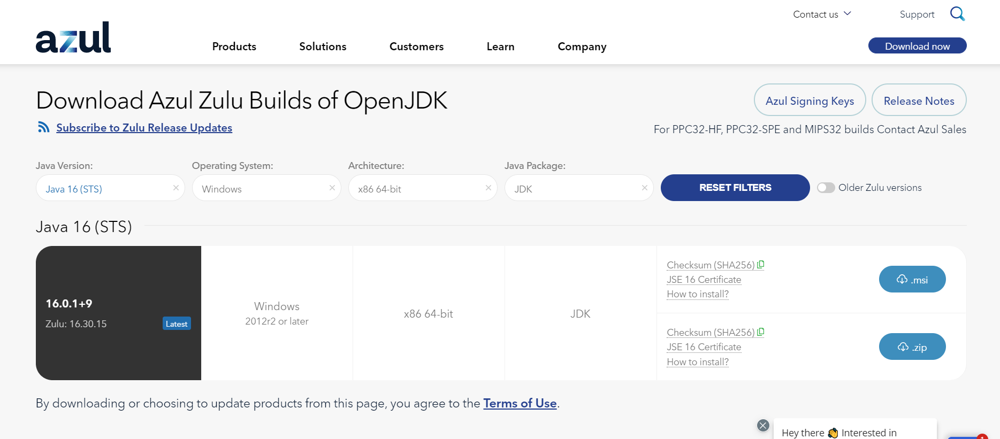 Contact us
Support
azul
Products
Solutions
Customers
Learn
Company
Download now
Download Azul Zulu Builds of OpenJDK
Azul Signing Keys
Release Notes
Subscribe to Zulu Release Updates
For PPC32-HF, PPC32-SPE and MIPS32 builds Contact Azul Sales
Java Version:
Operating System:
Architecture:
Java Package:
Java 16 (STS)
Windows
x86 64-bit
JDK
RESET FILTERS
Older Zulu versions
Java 16 (STS)
16.0.1+9
Zulu: 16.30.15
Latest
Windows
2012r2 or later
x86 64-bit
JDK
Checksum (SHA256)
JSE 16 Certificate
How to install?
.msi
Checksum (SHA256)
JSE 16 Certificate
How to install?
.zip
By downloading or choosing to update products from this page, you agree to the Terms of Use.
Hey there 👏 Interested in
1